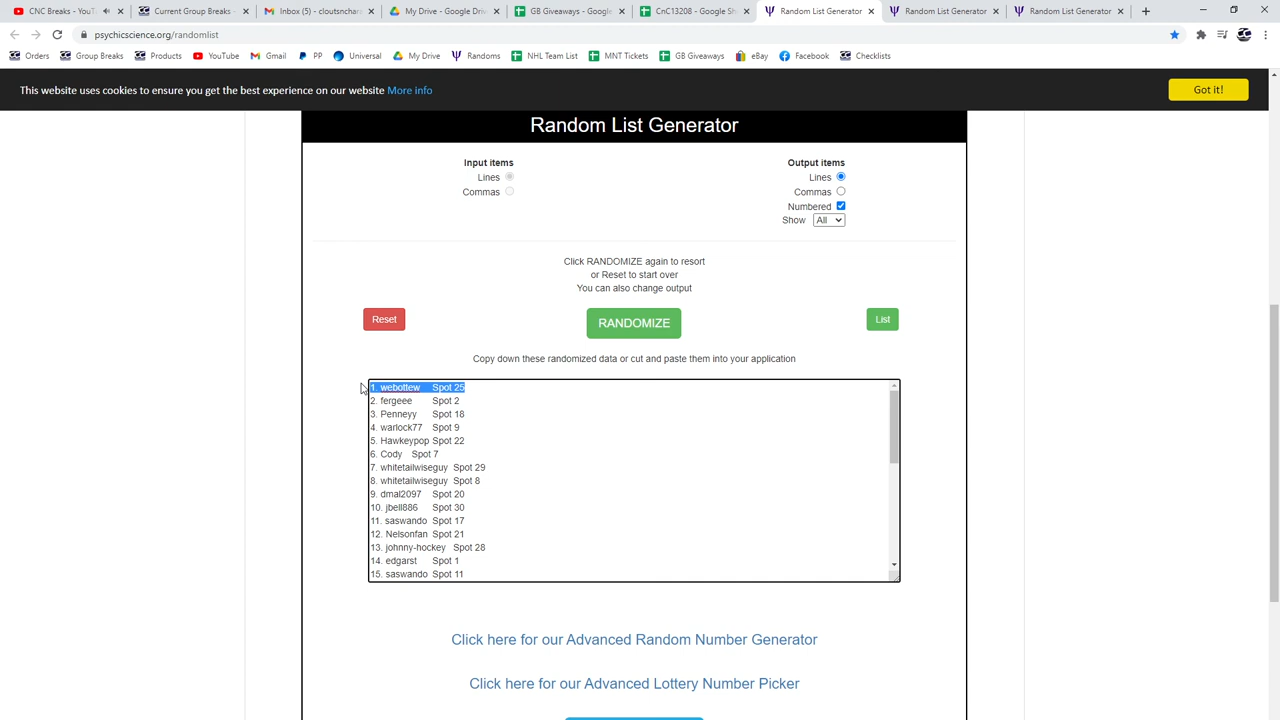 CNC Breaks - YouT
Current Group Breaks -
Inbox (5) - cloutsnchar
My Drive - Google Driv
GB Giveaways - Google
CnC13208 - Google Sh
Random List Generator
Random List Generator
Random List Generator
psychicscience.org/randomlist
Orders
Group Breaks
Products
YouTube
Gmail
PP
Universal
My Drive
Randoms
NHL Team List
MNT Tickets
GB Giveaways
eBay
Facebook
Checklists
This website uses cookies to ensure you get the best experience on our website More info
Got it!
Random List Generator
Input items
Lines
Commas
Output items
Lines
Commas
Numbered
Show All
Click RANDOMIZE again to resort
or Reset to start over
You can also change output
Reset
RANDOMIZE
List
Copy down these randomized data or cut and paste them into your application
1. webottew Spot 25
2. fergeee Spot 2
3. Penneyy Spot 18
4. warlock77 Spot 9
5. Hawkeypop Spot 22
6. Cody Spot 7
7. whitetailwiseguy Spot 29
8. whitetailwiseguy Spot 8
9. dmal2097 Spot 20
10. jbell886 Spot 30
11. saswando Spot 17
12. Nelsonfan Spot 21
13. johnny-hockey Spot 28
14. edgarst Spot 1
15. saswando Spot 11
Click here for our Advanced Random Number Generator
Click here for our Advanced Lottery Number Picker